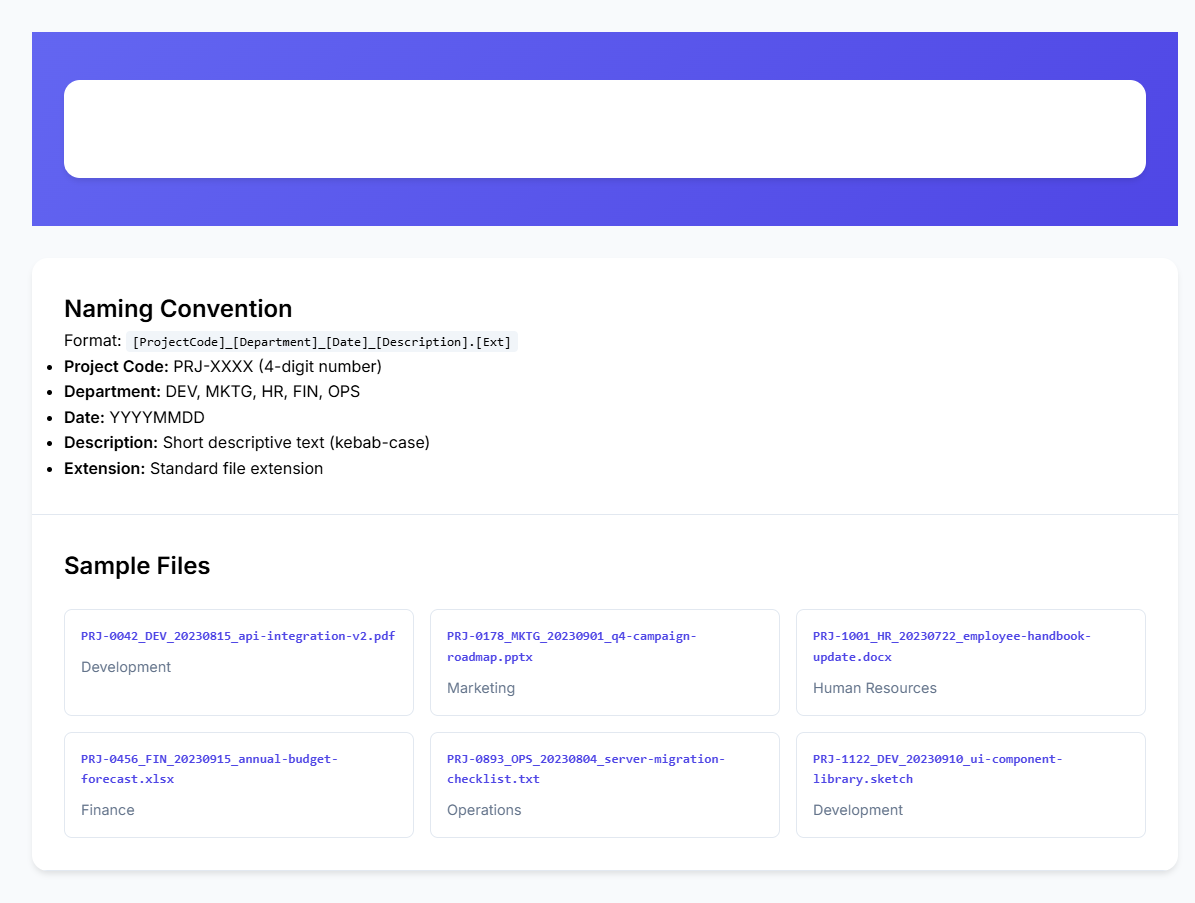 Naming Convention
Format: [ProjectCode]_[Department]_[Date]_[Description].[Ext]
• Project Code: PRJ-XXXX (4-digit number)
• Department: DEV, MKTG, HR, FIN, OPS
• Date: YYYYMMDD
• Description: Short descriptive text (kebab-case)
• Extension: Standard file extension
Sample Files
PRJ-0042_DEV_20230815_api-integration-v2.pdf
Development
PRJ-0178_MKTG_20230901_q4-campaign-
roadmap.pptx
Marketing
PRJ-1001_HR_20230722_employee-handbook-
update.docx
Human Resources
PRJ-0456_FIN_20230915_annual-budget-
forecast.xlsx
Finance
PRJ-0893_OPS_20230804_server-migration-
checklist.txt
Operations
PRJ-1122_DEV_20230910_ui-component-
library.sketch
Development